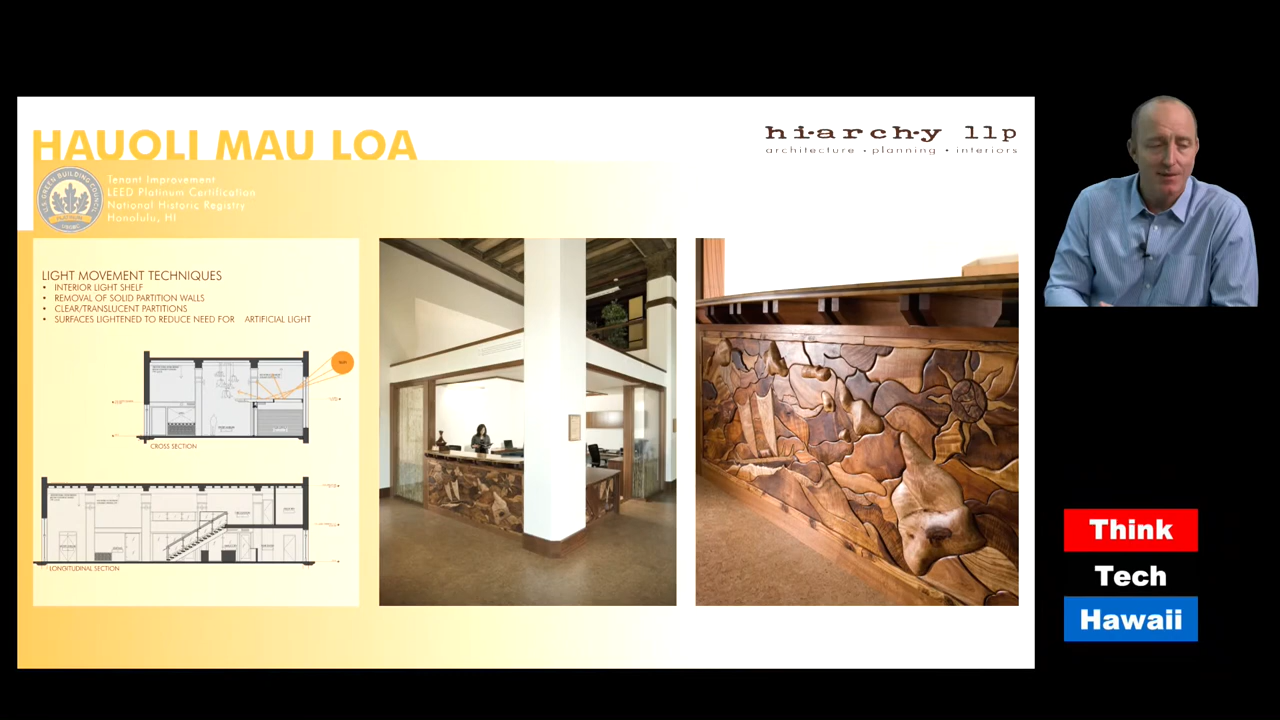 HAUOLI MAU LOA
hi·arch·y llp
architecture • planning • interiors
Tenant Improvement
LEED Platinum Certification
National Historic Registry
Honolulu, HI
LIGHT MOVEMENT TECHNIQUES
• INTERIOR LIGHT SHELF
• REMOVAL OF SOLID PARTITION WALLS
• CLEAR/TRANSLUCENT PARTITIONS
• SURFACES LIGHTENED TO REDUCE NEED FOR ARTIFICIAL LIGHT
CROSS SECTION
LONGITUDINAL SECTION
Think
Tech
Hawaii